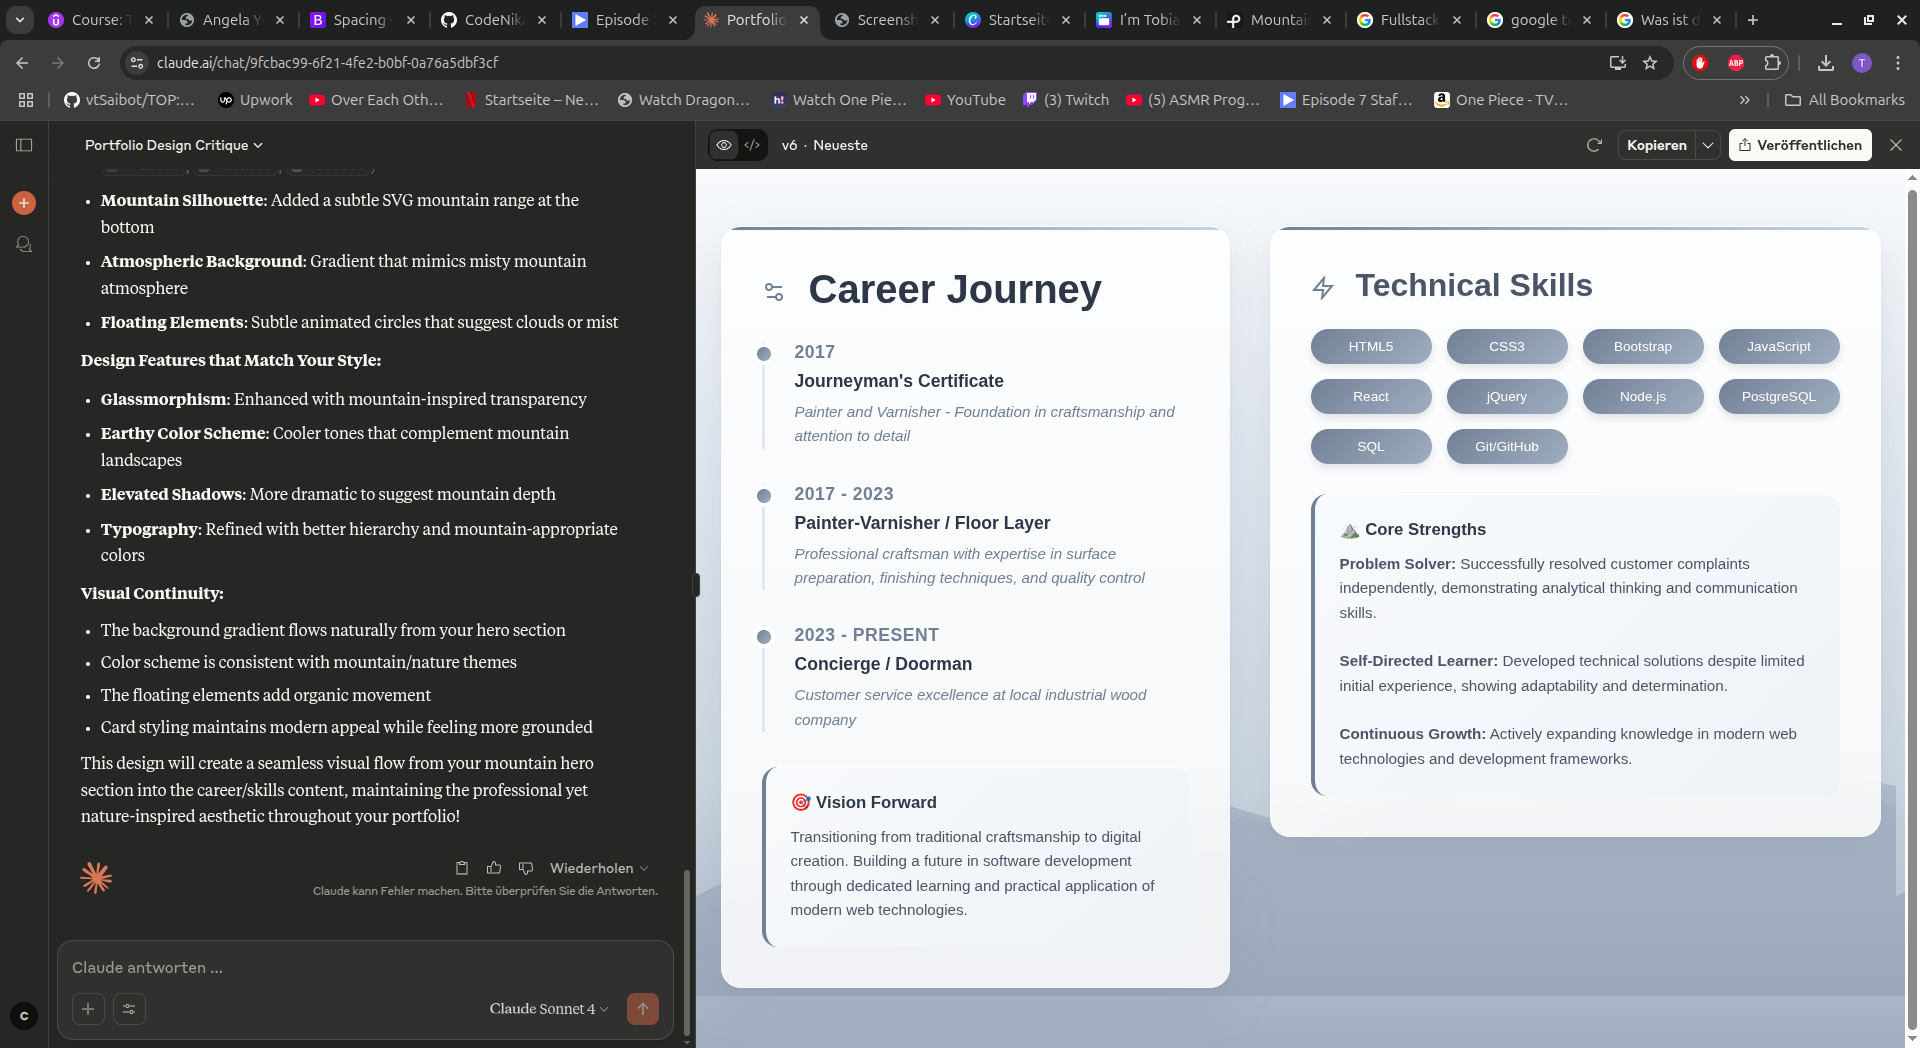 Course: T
Angela Y
Spacing
CodeNik
Episode 2
Portfolio
Screensh
Startseite
I'm Tobia
Mountain
Fullstack
google t
Was ist d
claude.ai/chat/9fcbac99-6f21-4fe2-b0bf-0a76a5dbf3cf
ABP
T
vtSaibot/TOP:...
Upwork
Over Each Oth...
Startseite – Ne...
Watch Dragon...
Watch One Pie...
YouTube
(3) Twitch
(5) ASMR Prog...
Episode 7 Staf...
One Piece - TV...
All Bookmarks
Portfolio Design Critique
v6 · Neueste
Kopieren
Veröffentlichen
• Mountain Silhouette: Added a subtle SVG mountain range at the
bottom
• Atmospheric Background: Gradient that mimics misty mountain
atmosphere
• Floating Elements: Subtle animated circles that suggest clouds or mist
Design Features that Match Your Style:
• Glassmorphism: Enhanced with mountain-inspired transparency
• Earthy Color Scheme: Cooler tones that complement mountain
landscapes
• Elevated Shadows: More dramatic to suggest mountain depth
• Typography: Refined with better hierarchy and mountain-appropriate
colors
Visual Continuity:
• The background gradient flows naturally from your hero section
• Color scheme is consistent with mountain/nature themes
• The floating elements add organic movement
• Card styling maintains modern appeal while feeling more grounded
This design will create a seamless visual flow from your mountain hero
section into the career/skills content, maintaining the professional yet
nature-inspired aesthetic throughout your portfolio!
Wiederholen
Claude kann Fehler machen. Bitte überprüfen Sie die Antworten.
Claude antworten ...
Claude Sonnet 4
C
Career Journey
2017
Journeyman's Certificate
Painter and Varnisher - Foundation in craftsmanship and
attention to detail
2017 - 2023
Painter-Varnisher / Floor Layer
Professional craftsman with expertise in surface
preparation, finishing techniques, and quality control
2023 - PRESENT
Concierge / Doorman
Customer service excellence at local industrial wood
company
🎯 Vision Forward
Transitioning from traditional craftsmanship to digital
creation. Building a future in software development
through dedicated learning and practical application of
modern web technologies.
Technical Skills
HTML5
CSS3
Bootstrap
JavaScript
React
jQuery
Node.js
PostgreSQL
SQL
Git/GitHub
⛰️ Core Strengths
Problem Solver: Successfully resolved customer complaints
independently, demonstrating analytical thinking and communication
skills.
Self-Directed Learner: Developed technical solutions despite limited
initial experience, showing adaptability and determination.
Continuous Growth: Actively expanding knowledge in modern web
technologies and development frameworks.